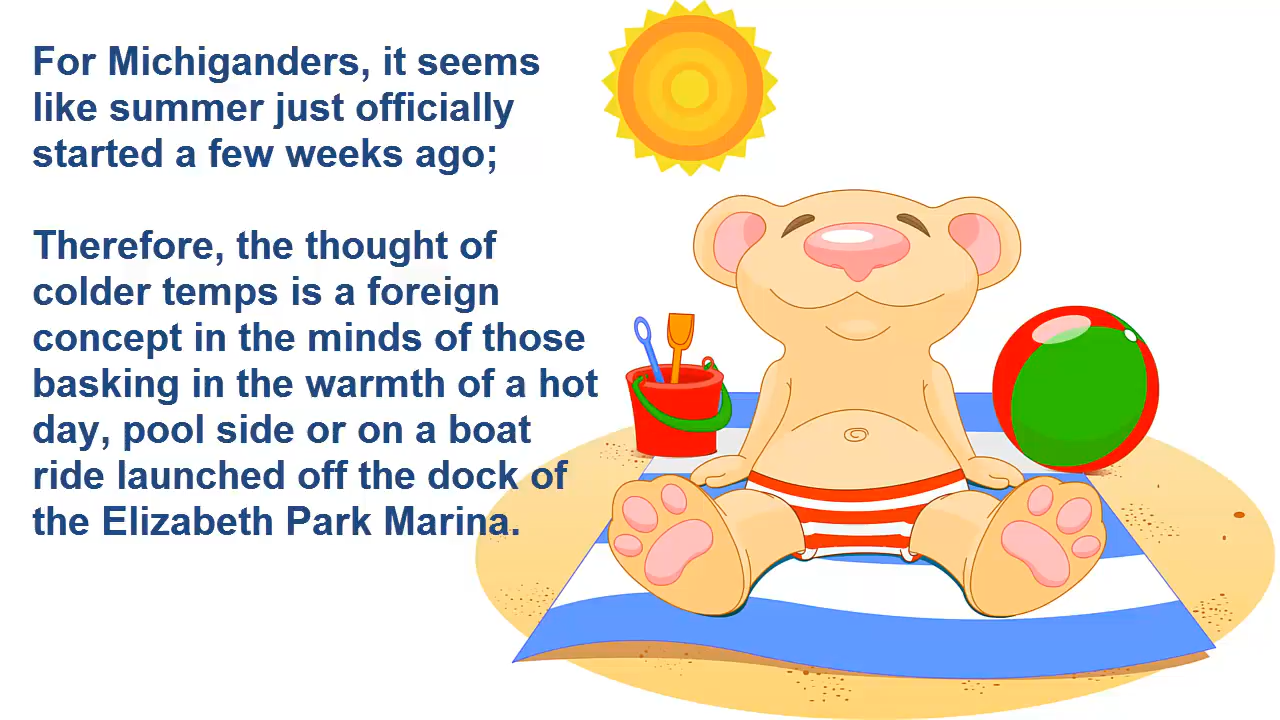 For Michiganders, it seems
like summer just officially
started a few weeks ago;
Therefore, the thought of
colder temps is a foreign
concept in the minds of those
basking in the warmth of a hot
day, pool side or on a boat
ride launched off the dock of
the Elizabeth Park Marina.